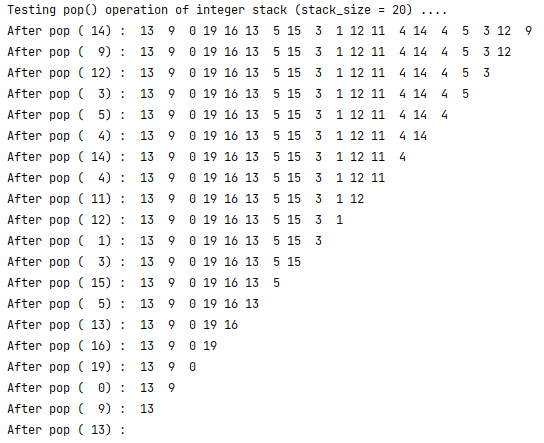 Testing pop() operation of integer stack (stack_size = 20) ....
After pop ( 14) :  13  9  0 19 16 13  5 15  3  1 12 11  4 14  4  5  3 12  9
After pop (  9) :  13  9  0 19 16 13  5 15  3  1 12 11  4 14  4  5  3 12
After pop ( 12) :  13  9  0 19 16 13  5 15  3  1 12 11  4 14  4  5  3
After pop (  3) :  13  9  0 19 16 13  5 15  3  1 12 11  4 14  4  5
After pop (  5) :  13  9  0 19 16 13  5 15  3  1 12 11  4 14  4
After pop (  4) :  13  9  0 19 16 13  5 15  3  1 12 11  4 14
After pop ( 14) :  13  9  0 19 16 13  5 15  3  1 12 11  4
After pop (  4) :  13  9  0 19 16 13  5 15  3  1 12 11
After pop ( 11) :  13  9  0 19 16 13  5 15  3  1 12
After pop ( 12) :  13  9  0 19 16 13  5 15  3  1
After pop (  1) :  13  9  0 19 16 13  5 15  3
After pop (  3) :  13  9  0 19 16 13  5 15
After pop ( 15) :  13  9  0 19 16 13  5
After pop (  5) :  13  9  0 19 16 13
After pop ( 13) :  13  9  0 19 16
After pop ( 16) :  13  9  0 19
After pop ( 19) :  13  9  0
After pop (  0) :  13  9
After pop (  9) :  13
After pop ( 13) :